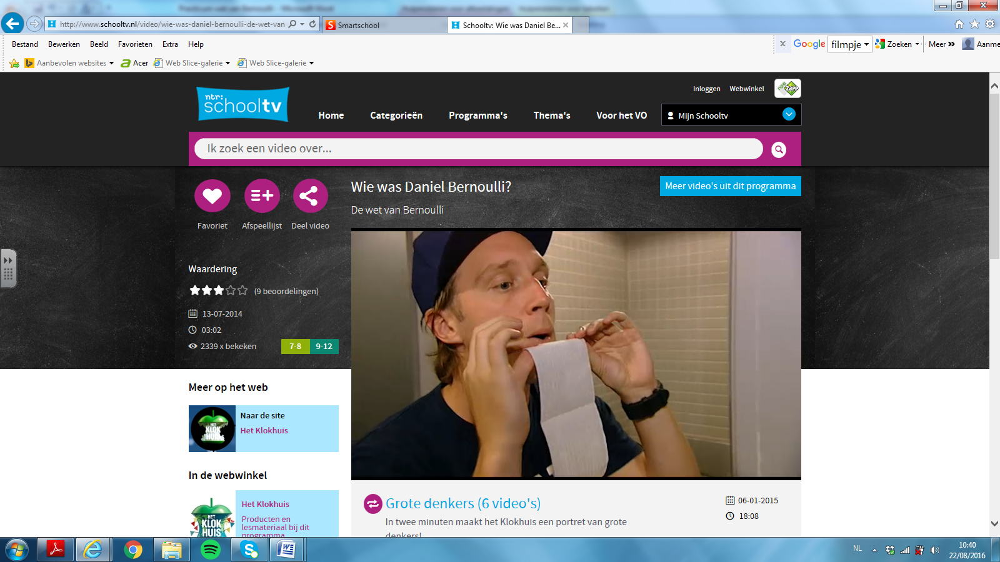 http://www.schooltv.nl/video/wie-was-daniel-bernoulli-de-wet-van
Smartschool
Schooltv: Wie was Daniel Be...
Bestand Bewerken Beeld Favorieten Extra Help
Google filmpje Zoeken Meer Aanme
Aanbevolen websites Acer Web Slice-galerie Web Slice-galerie
Inloggen Webwinkel
zapp
ntr:
schooltv
Home Categorieën Programma's Thema's Voor het VO Mijn Schooltv
Ik zoek een video over...
Wie was Daniel Bernoulli?
Meer video's uit dit programma
De wet van Bernoulli
Favoriet Afspeellijst Deel video
Waardering
(9 beoordelingen)
13-07-2014
03:02
2339 x bekeken 7-8 9-12
Meer op het web
HET KLOK HUIS
Naar de site
Het Klokhuis
In de webwinkel
HET KLOK HUIS
Het Klokhuis
Producten en
lesmateriaal bij dit
programma
Grote denkers (6 video's)
06-01-2015
18:08
In twee minuten maakt het Klokhuis een portret van grote
denkers!
NL
10:40
22/08/2016